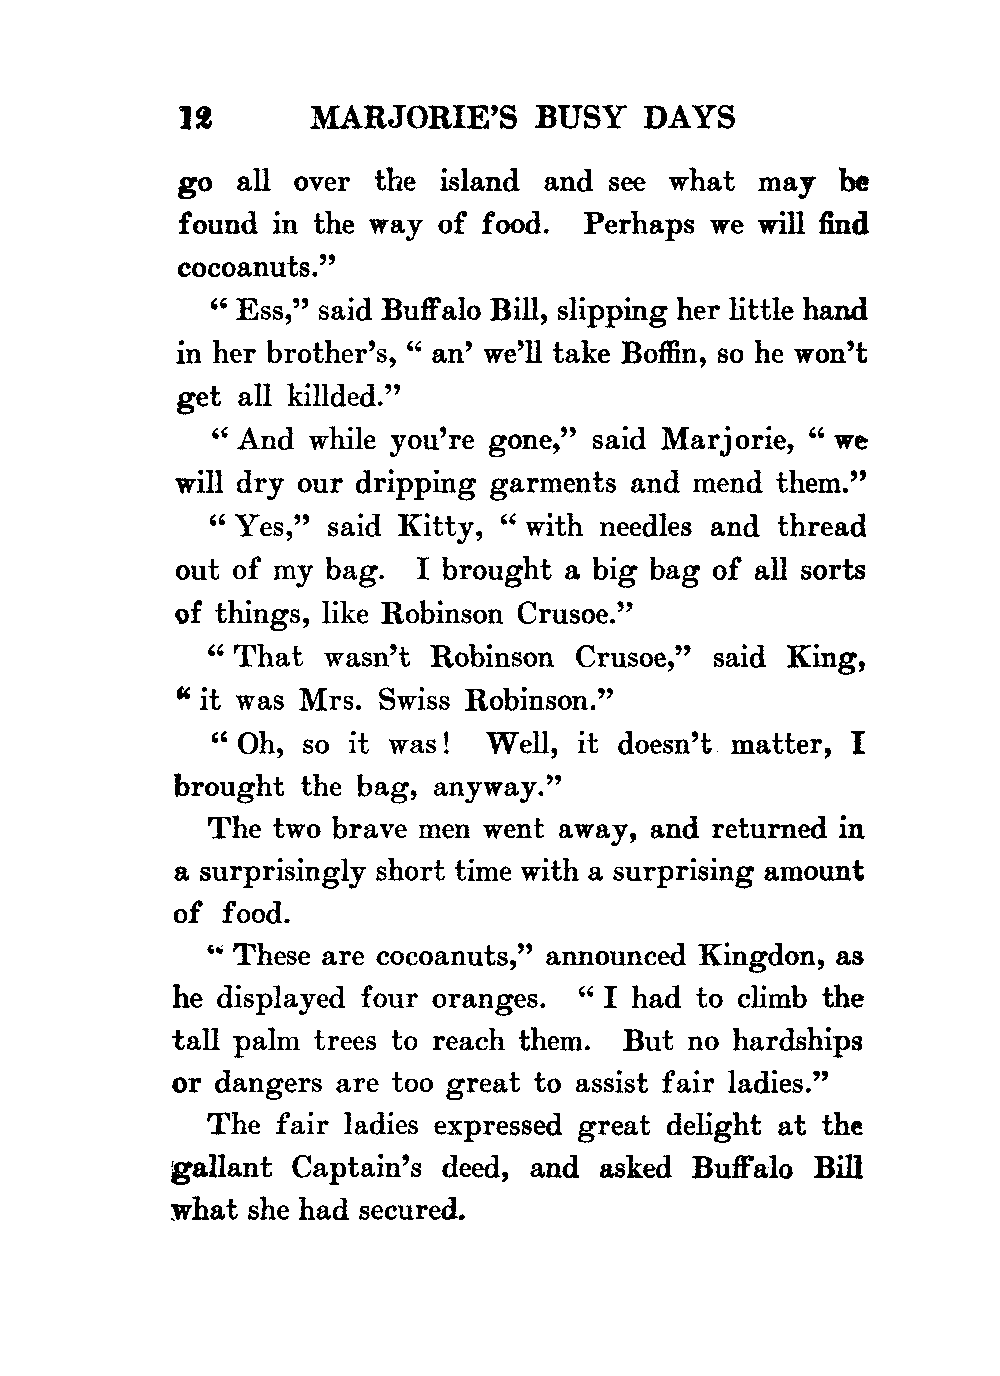 12 MARJORIE'S BUSY DAYS
go all over the island and see what may be
found in the way of food. Perhaps we will find
cocoanuts."
" Ess," said Buffalo Bill, slipping her little hand
in her brother's, " an' we'll take Boffin, so he won't
get all killded."
" And while you're gone," said Marjorie, " we
will dry our dripping garments and mend them."
" Yes," said Kitty, " with needles and thread
out of my bag. I brought a big bag of all sorts
of things, like Robinson Crusoe."
" That wasn't Robinson Crusoe," said King,
" it was Mrs. Swiss Robinson."
" Oh, so it was! Well, it doesn't matter, I
brought the bag, anyway."
The two brave men went away, and returned in
a surprisingly short time with a surprising amount
of food.
" These are cocoanuts," announced Kingdon, as
he displayed four oranges. " I had to climb the
tall palm trees to reach them. But no hardships
or dangers are too great to assist fair ladies."
The fair ladies expressed great delight at the
gallant Captain's deed, and asked Buffalo Bill
what she had secured.